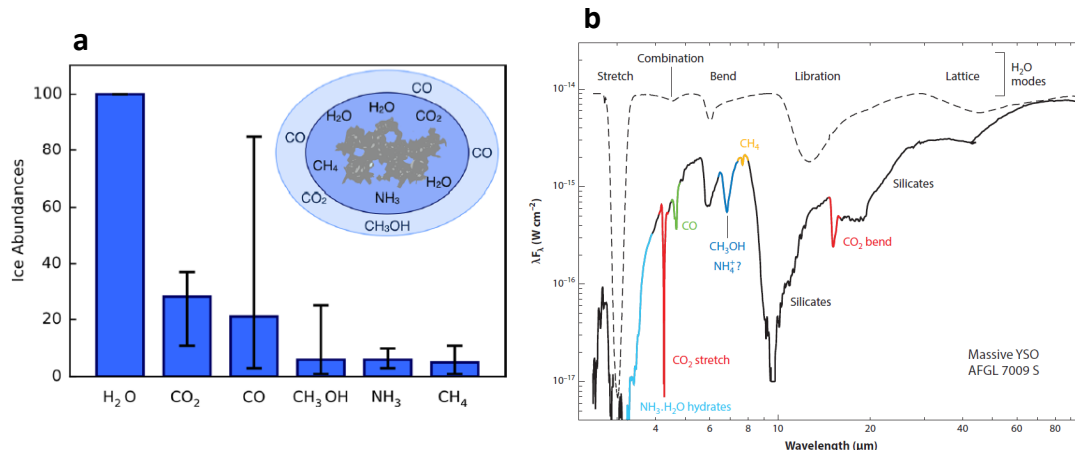 a
Ice Abundances
100
80
60
40
20
0
H₂O
CO₂
CO
CH₃OH
NH₃
CH₄
CO
H₂O
H₂O
CO₂
CO
CO
CH₄
H₂O
CO₂
NH₃
CH₃OH
b
Combination
Stretch
Bend
Libration
Lattice
H₂O
modes
10⁻¹⁴
10⁻¹⁵
10⁻¹⁶
10⁻¹⁷
λFλ (W cm⁻²)
CH₄
CO
Silicates
CH₃OH
NH₄⁺?
CO₂ bend
Silicates
CO₂ stretch
NH₃.H₂O hydrates
Massive YSO
AFGL 7009 S
4
6
8
10
20
40
60
80
Wavelength (μm)